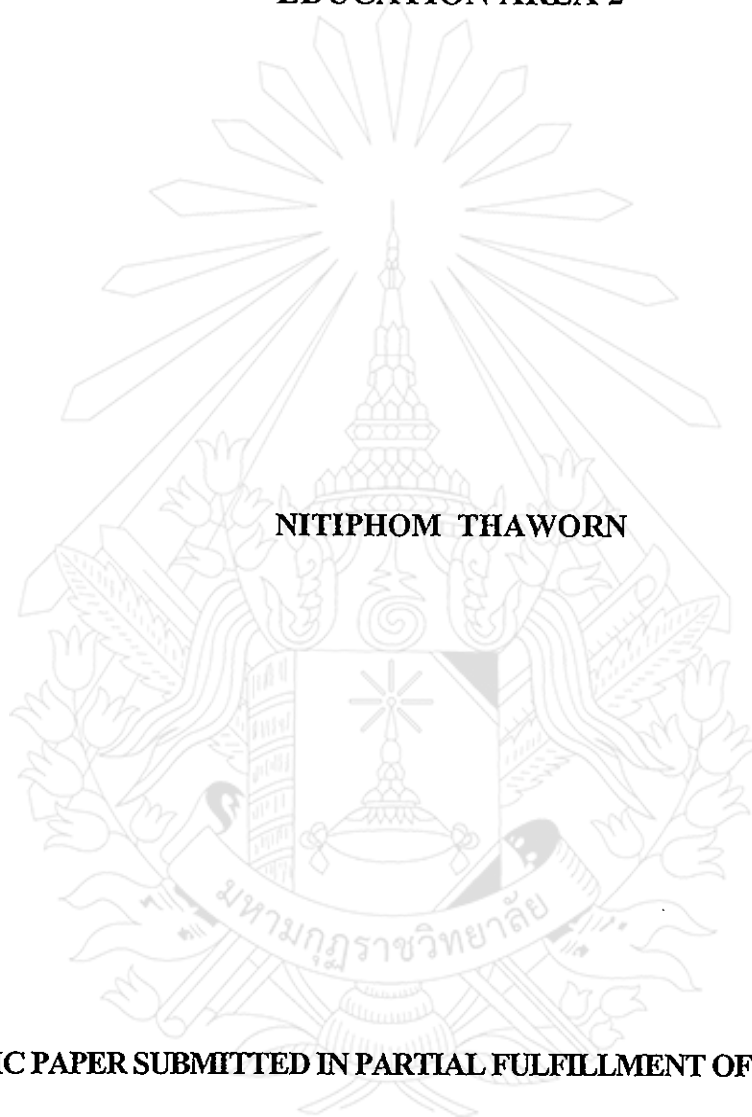 EDUCATION AREA 2
NITIPHOM THAWORN
มหามกุฏราชวิทยาลัย
IC PAPER SUBMITTED IN PARTIAL FULFILLMENT OF